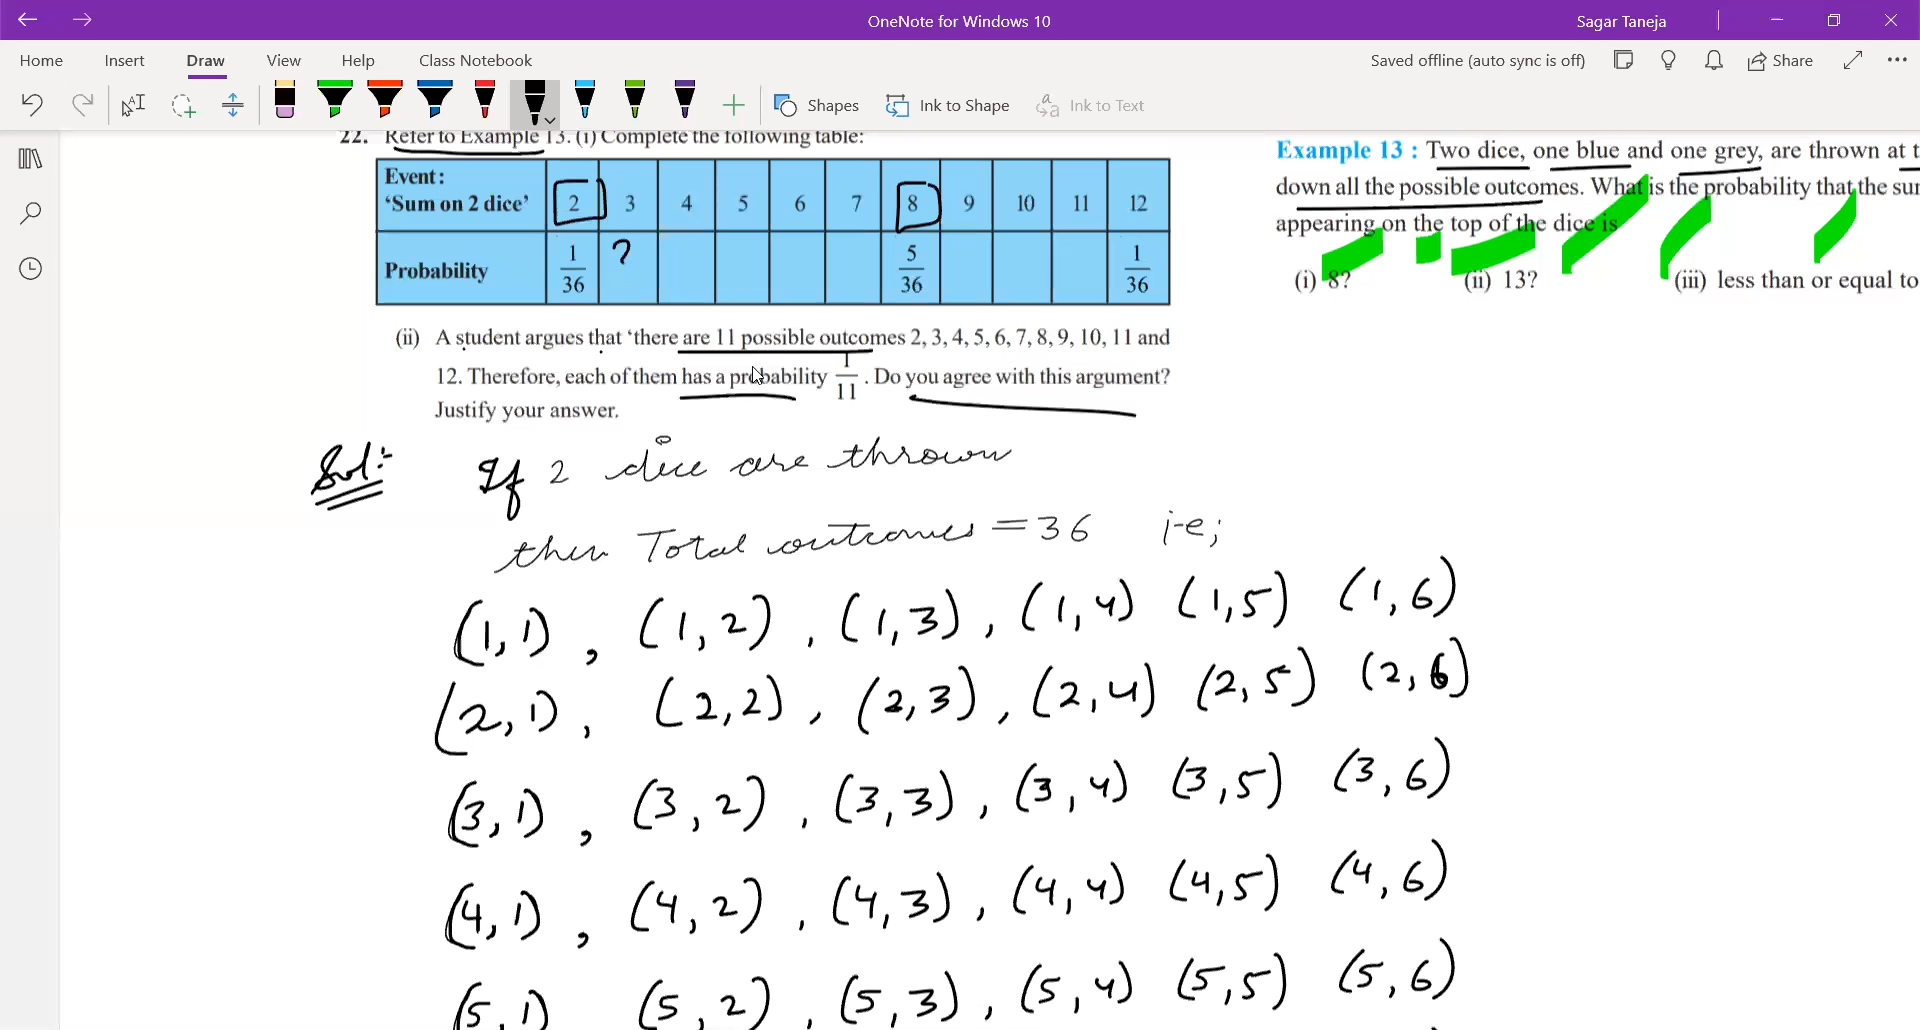 OneNote for Windows 10
Sagar Taneja
Home Insert Draw View Help Class Notebook
Saved offline (auto sync is off) Share
Shapes Ink to Shape Ink to Text
22. Refer to Example 13. (i) Complete the following table:
Event:
'Sum on 2 dice' 2 3 4 5 6 7 8 9 10 11 12
Probability 1/36 ? 5/36 1/36
(ii) A student argues that 'there are 11 possible outcomes 2, 3, 4, 5, 6, 7, 8, 9, 10, 11 and
12. Therefore, each of them has a probability 1/11. Do you agree with this argument?
Justify your answer.
Example 13 : Two dice, one blue and one grey, are thrown at
down all the possible outcomes. What is the probability that the
appearing on the top of the dice is
(i) 8? (ii) 13? (iii) less than or equal to
Sol:-
If 2 dice are thrown
then Total outcomes = 36 i-e;
(1,1), (1,2), (1,3), (1,4) (1,5) (1,6)
(2,1), (2,2), (2,3), (2,4) (2,5) (2,6)
(3,1), (3,2), (3,3), (3,4) (3,5) (3,6)
(4,1), (4,2), (4,3), (4,4) (4,5) (4,6)
(5,1) (5,2), (5,3), (5,4) (5,5) (5,6)